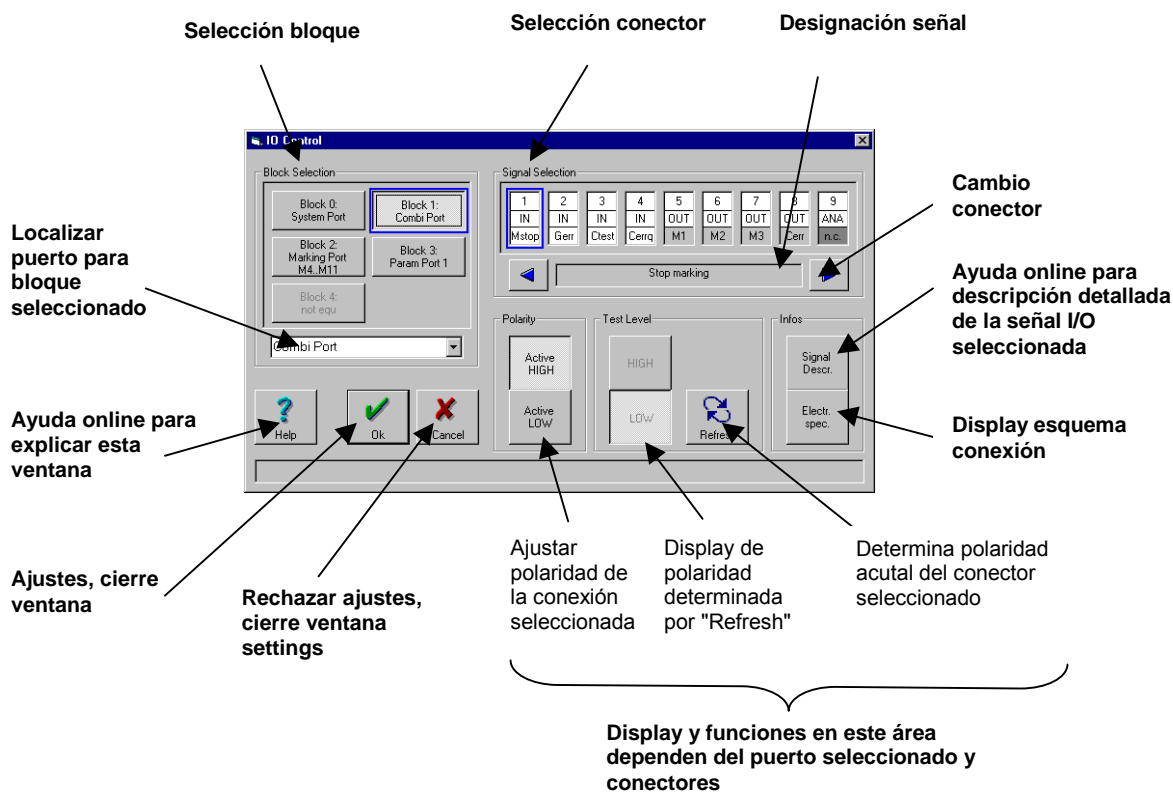 Selección bloque
Selección conector
Designación señal
IO Control
Block Selection
Block 0:
System Port
Block 1:
Combi Port
Block 2:
Marking Port
M4..M11
Block 3:
Param Port 1
Block 4:
not equ
Combi Port
Signal Selection
1 2 3 4 5 6 7 8 9
IN IN IN IN OUT OUT OUT OUT ANA
Mstop Gerr Ctest Cerrq M1 M2 M3 Cerr n.c.
Stop marking
Polarity
Active
HIGH
Active
LOW
Test Level
HIGH
LOW
Refresh
Infos
Signal
Descr.
Electr.
spec.
Help
Ok
Cancel
Localizar
puerto para
bloque
seleccionado
Ayuda online para
explicar esta
ventana
Ajustes, cierre
ventana
Rechazar ajustes,
cierre ventana
settings
Cambio
conector
Ayuda online para
descripción detallada
de la señal I/O
seleccionada
Display esquema
conexión
Ajustar
polaridad de
la conexión
seleccionada
Display de
polaridad
determinada
por "Refresh"
Determina polaridad
acutal del conector
seleccionado
Display y funciones en este área
dependen del puerto seleccionado y
conectores